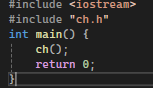 #include <iostream>
#include "ch.h"
int main() {
    ch();
    return 0;
}